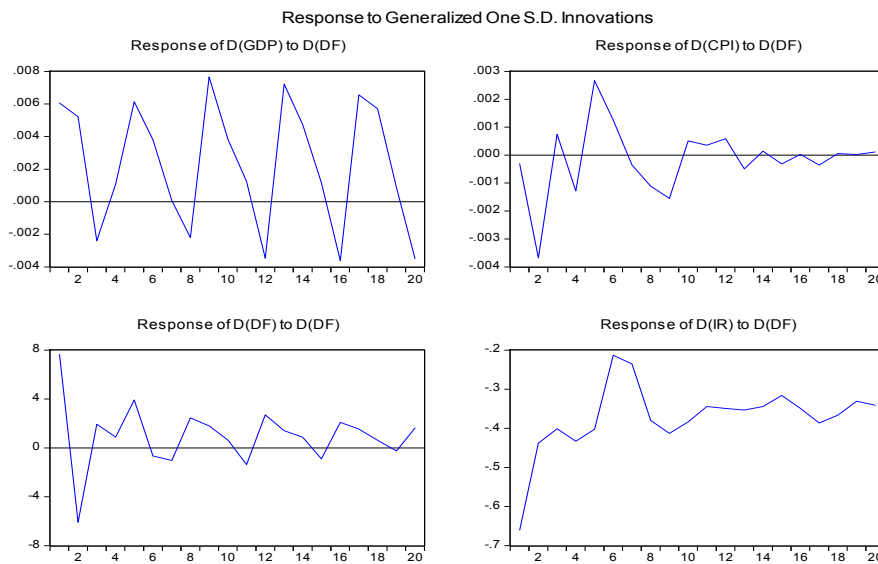 Response to Generalized One S.D. Innovations
Response of D(GDP) to D(DF)
.008
.006
.004
.002
.000
-.002
-.004
2 4 6 8 10 12 14 16 18 20
Response of D(CPI) to D(DF)
.003
.002
.001
.000
-.001
-.002
-.003
-.004
2 4 6 8 10 12 14 16 18 20
Response of D(DF) to D(DF)
8
4
0
-4
-8
2 4 6 8 10 12 14 16 18 20
Response of D(IR) to D(DF)
-.2
-.3
-.4
-.5
-.6
-.7
2 4 6 8 10 12 14 16 18 20